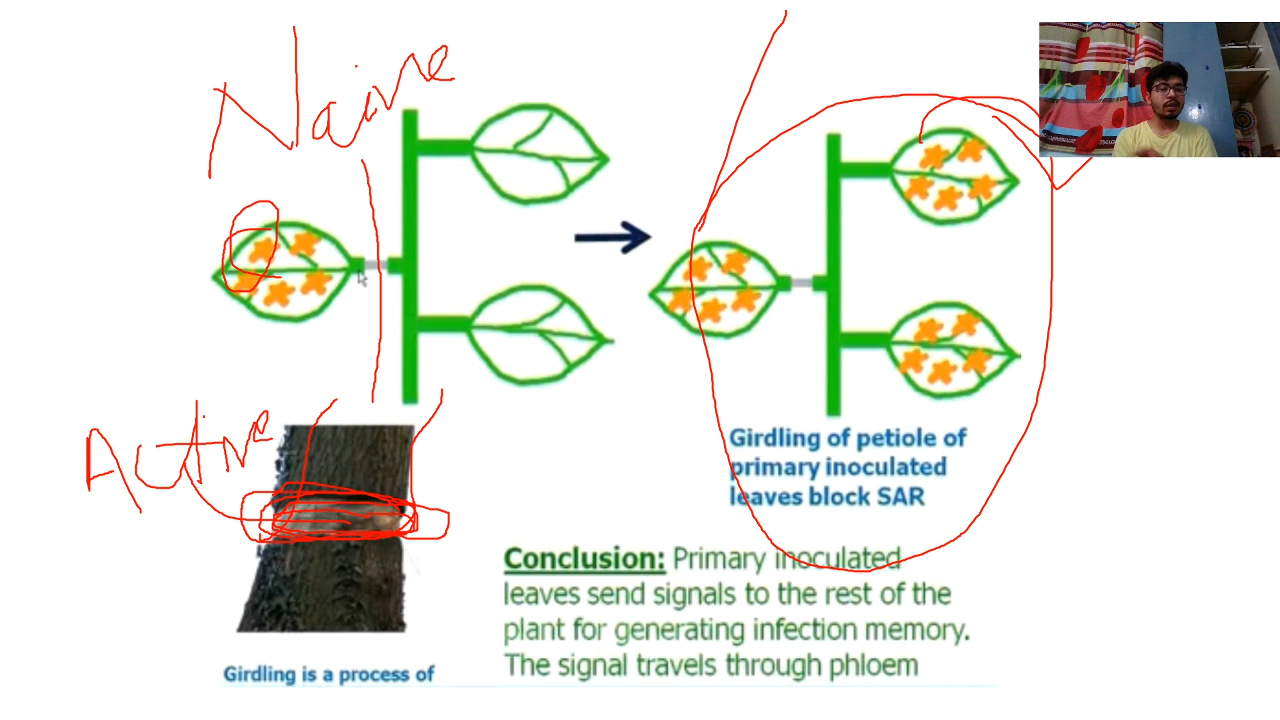 Naive
Active
Girdling of petiole of
primary inoculated
leaves block SAR
Conclusion: Primary inoculated
leaves send signals to the rest of the
plant for generating infection memory.
The signal travels through phloem
Girdling is a process of